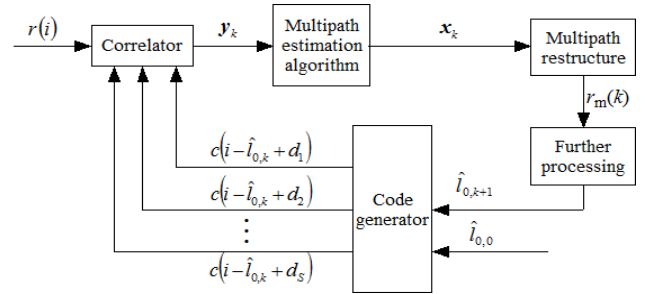 r(i)
Correlator
y_k
Multipath
estimation
algorithm
x_k
Multipath
restructure
r_m(k)
Further
processing
c(i − l̂_{0,k} + d_1)
c(i − l̂_{0,k} + d_2)
⋮
c(i − l̂_{0,k} + d_S)
Code
generator
l̂_{0,k+1}
l̂_{0,0}